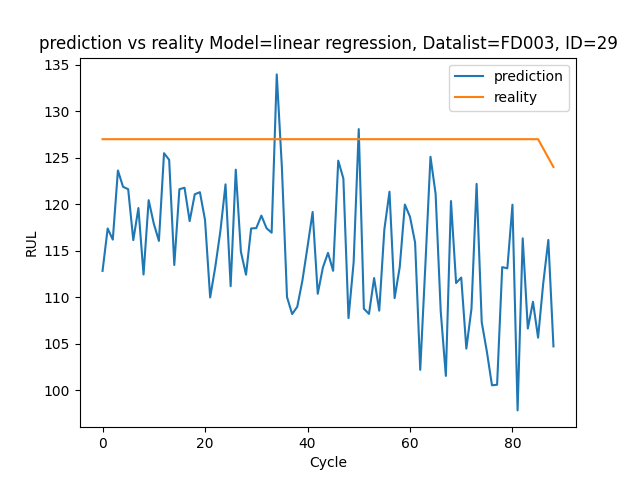 prediction vs reality Model=linear regression, Datalist=FD003, ID=29
prediction
reality
RUL
135
130
125
120
115
110
105
100
0 20 40 60 80
Cycle